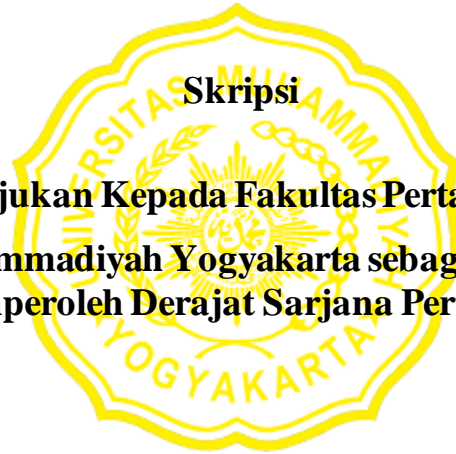 Skripsi
jukan Kepada Fakultas Perta
mmadiyah Yogyakarta sebag
peroleh Derajat Sarjana Per
UNIVERSITAS MUHAMMADIYAH
YOGYAKARTA